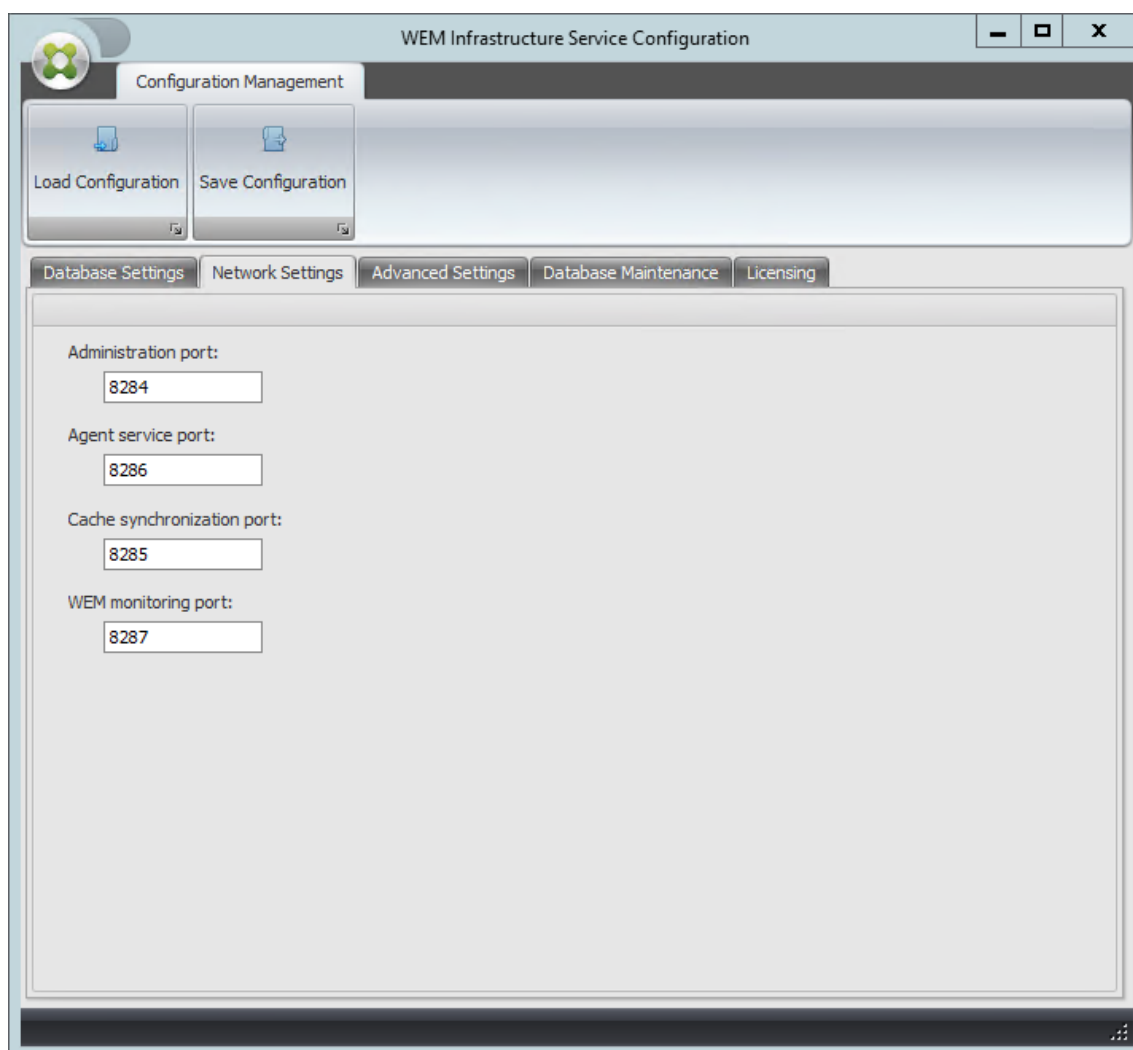 WEM Infrastructure Service Configuration
Configuration Management
Load Configuration Save Configuration
Database Settings Network Settings Advanced Settings Database Maintenance Licensing
Administration port:
8284
Agent service port:
8286
Cache synchronization port:
8285
WEM monitoring port:
8287